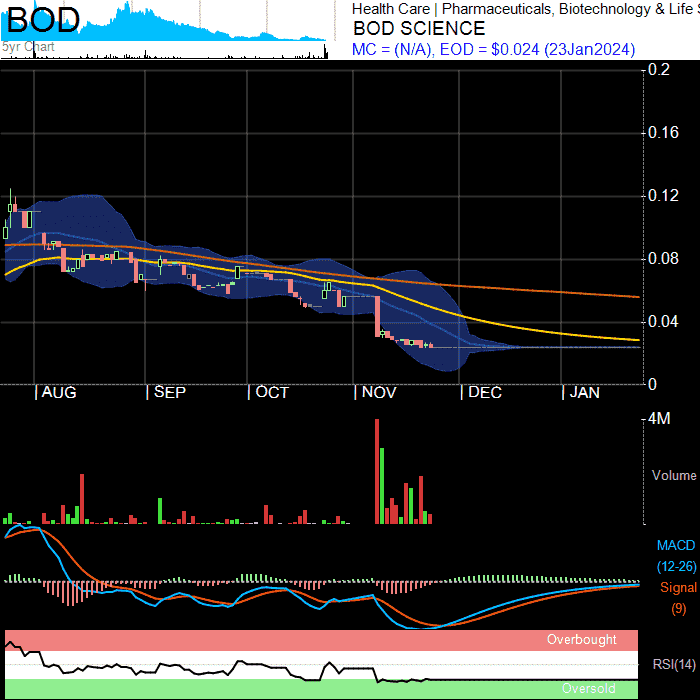 BOD
5yr Chart
Health Care | Pharmaceuticals, Biotechnology & Life
BOD SCIENCE
MC = (N/A), EOD = $0.024 (23Jan2024)
0.2
0.16
0.12
0.08
0.04
0
| AUG | SEP | OCT | NOV | DEC | JAN
4M
Volume
MACD
(12-26)
Signal
(9)
Overbought
RSI(14)
Oversold